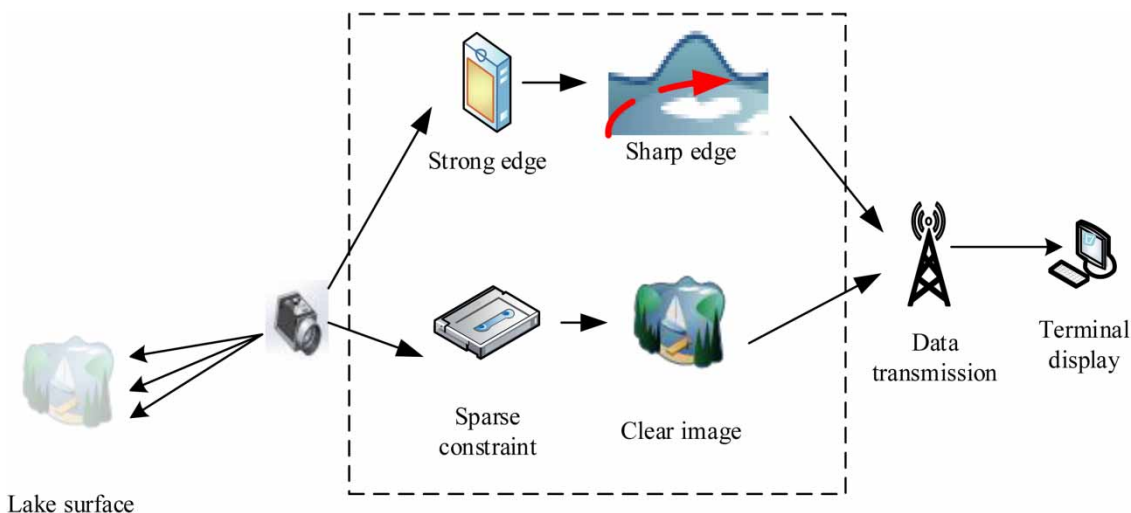 Strong edge
Sharp edge
Sparse
constraint
Clear image
Data
transmission
Terminal
display
Lake surface